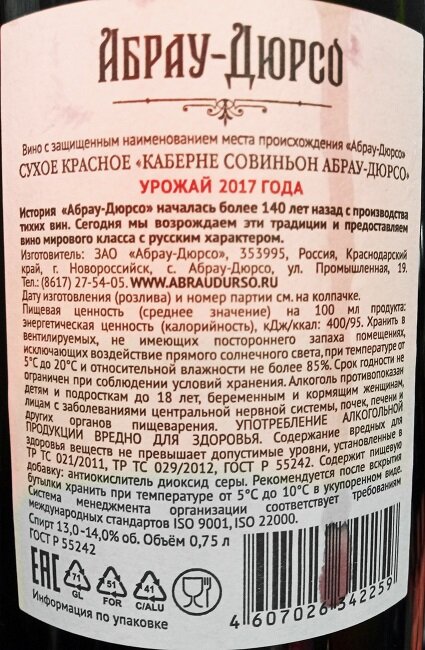 АБРАУ-ДЮРСО
Вино с защищенным наименованием места происхождения «Абрау-Дюрсо»
СУХОЕ КРАСНОЕ «КАБЕРНЕ СОВИНЬОН АБРАУ-ДЮРСО»
УРОЖАЙ 2017 ГОДА
История «Абрау-Дюрсо» началась более 140 лет назад с производства
тихих вин. Сегодня мы возрождаем эти традиции и предоставляем
вино мирового класса с русским характером.
Изготовитель: ЗАО «Абрау-Дюрсо», 353995, Россия, Краснодарский
край, г. Новороссийск, с. Абрау-Дюрсо, ул. Промышленная, 19.
Тел.: (8617) 27-54-05. WWW.ABRAUDURSO.RU
Дата изготовления (розлива) и номер партии см. на колпачке.
Пищевая ценность (среднее значение) на 100 мл продукта:
энергетическая ценность (калорийность), кДж/ккал: 400/95. Хранить в
вентилируемых, не имеющих постороннего запаха помещениях,
исключающих воздействие прямого солнечного света, при температуре от
5°С до 20°С и относительной влажности не более 85%. Срок годности не
ограничен при соблюдении условий хранения. Алкоголь противопоказан
детям и подросткам до 18 лет, беременным и кормящим женщинам,
лицам с заболеваниями центральной нервной системы, почек, печени и
других органов пищеварения. УПОТРЕБЛЕНИЕ АЛКОГОЛЬНОЙ
ПРОДУКЦИИ ВРЕДНО ДЛЯ ЗДОРОВЬЯ. Содержание вредных для
здоровья веществ не превышает допустимые уровни, установленные в
ТР ТС 021/2011, ТР ТС 029/2012, ГОСТ Р 55242. Содержит пищевую
добавку: антиокислитель диоксид серы. Рекомендуется после вскрытия
бутылки хранить при температуре от 5°С до 10°С в укупоренном виде.
Система менеджмента организации соответствует требованиям
международных стандартов ISO 9001, ISO 22000.
Спирт 13,0-14,0% об. Объём 0,75 л
ГОСТ Р 55242
EAC 71 GL 51 FOR 41 C/ALU
Информация по упаковке
4 607026 342259